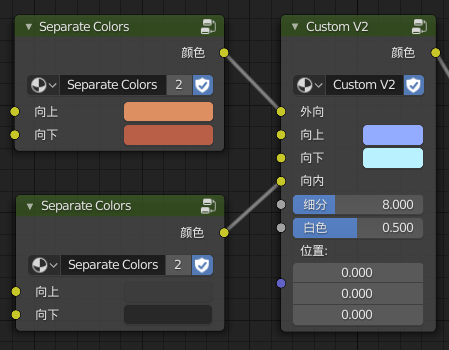 Separate Colors
颜色
Separate Colors 2
向上
向下
Separate Colors
颜色
Separate Colors 2
向上
向下
Custom V2
颜色
Custom V2
外向
向上
向下
向内
细分 8.000
白色 0.500
位置:
0.000
0.000
0.000